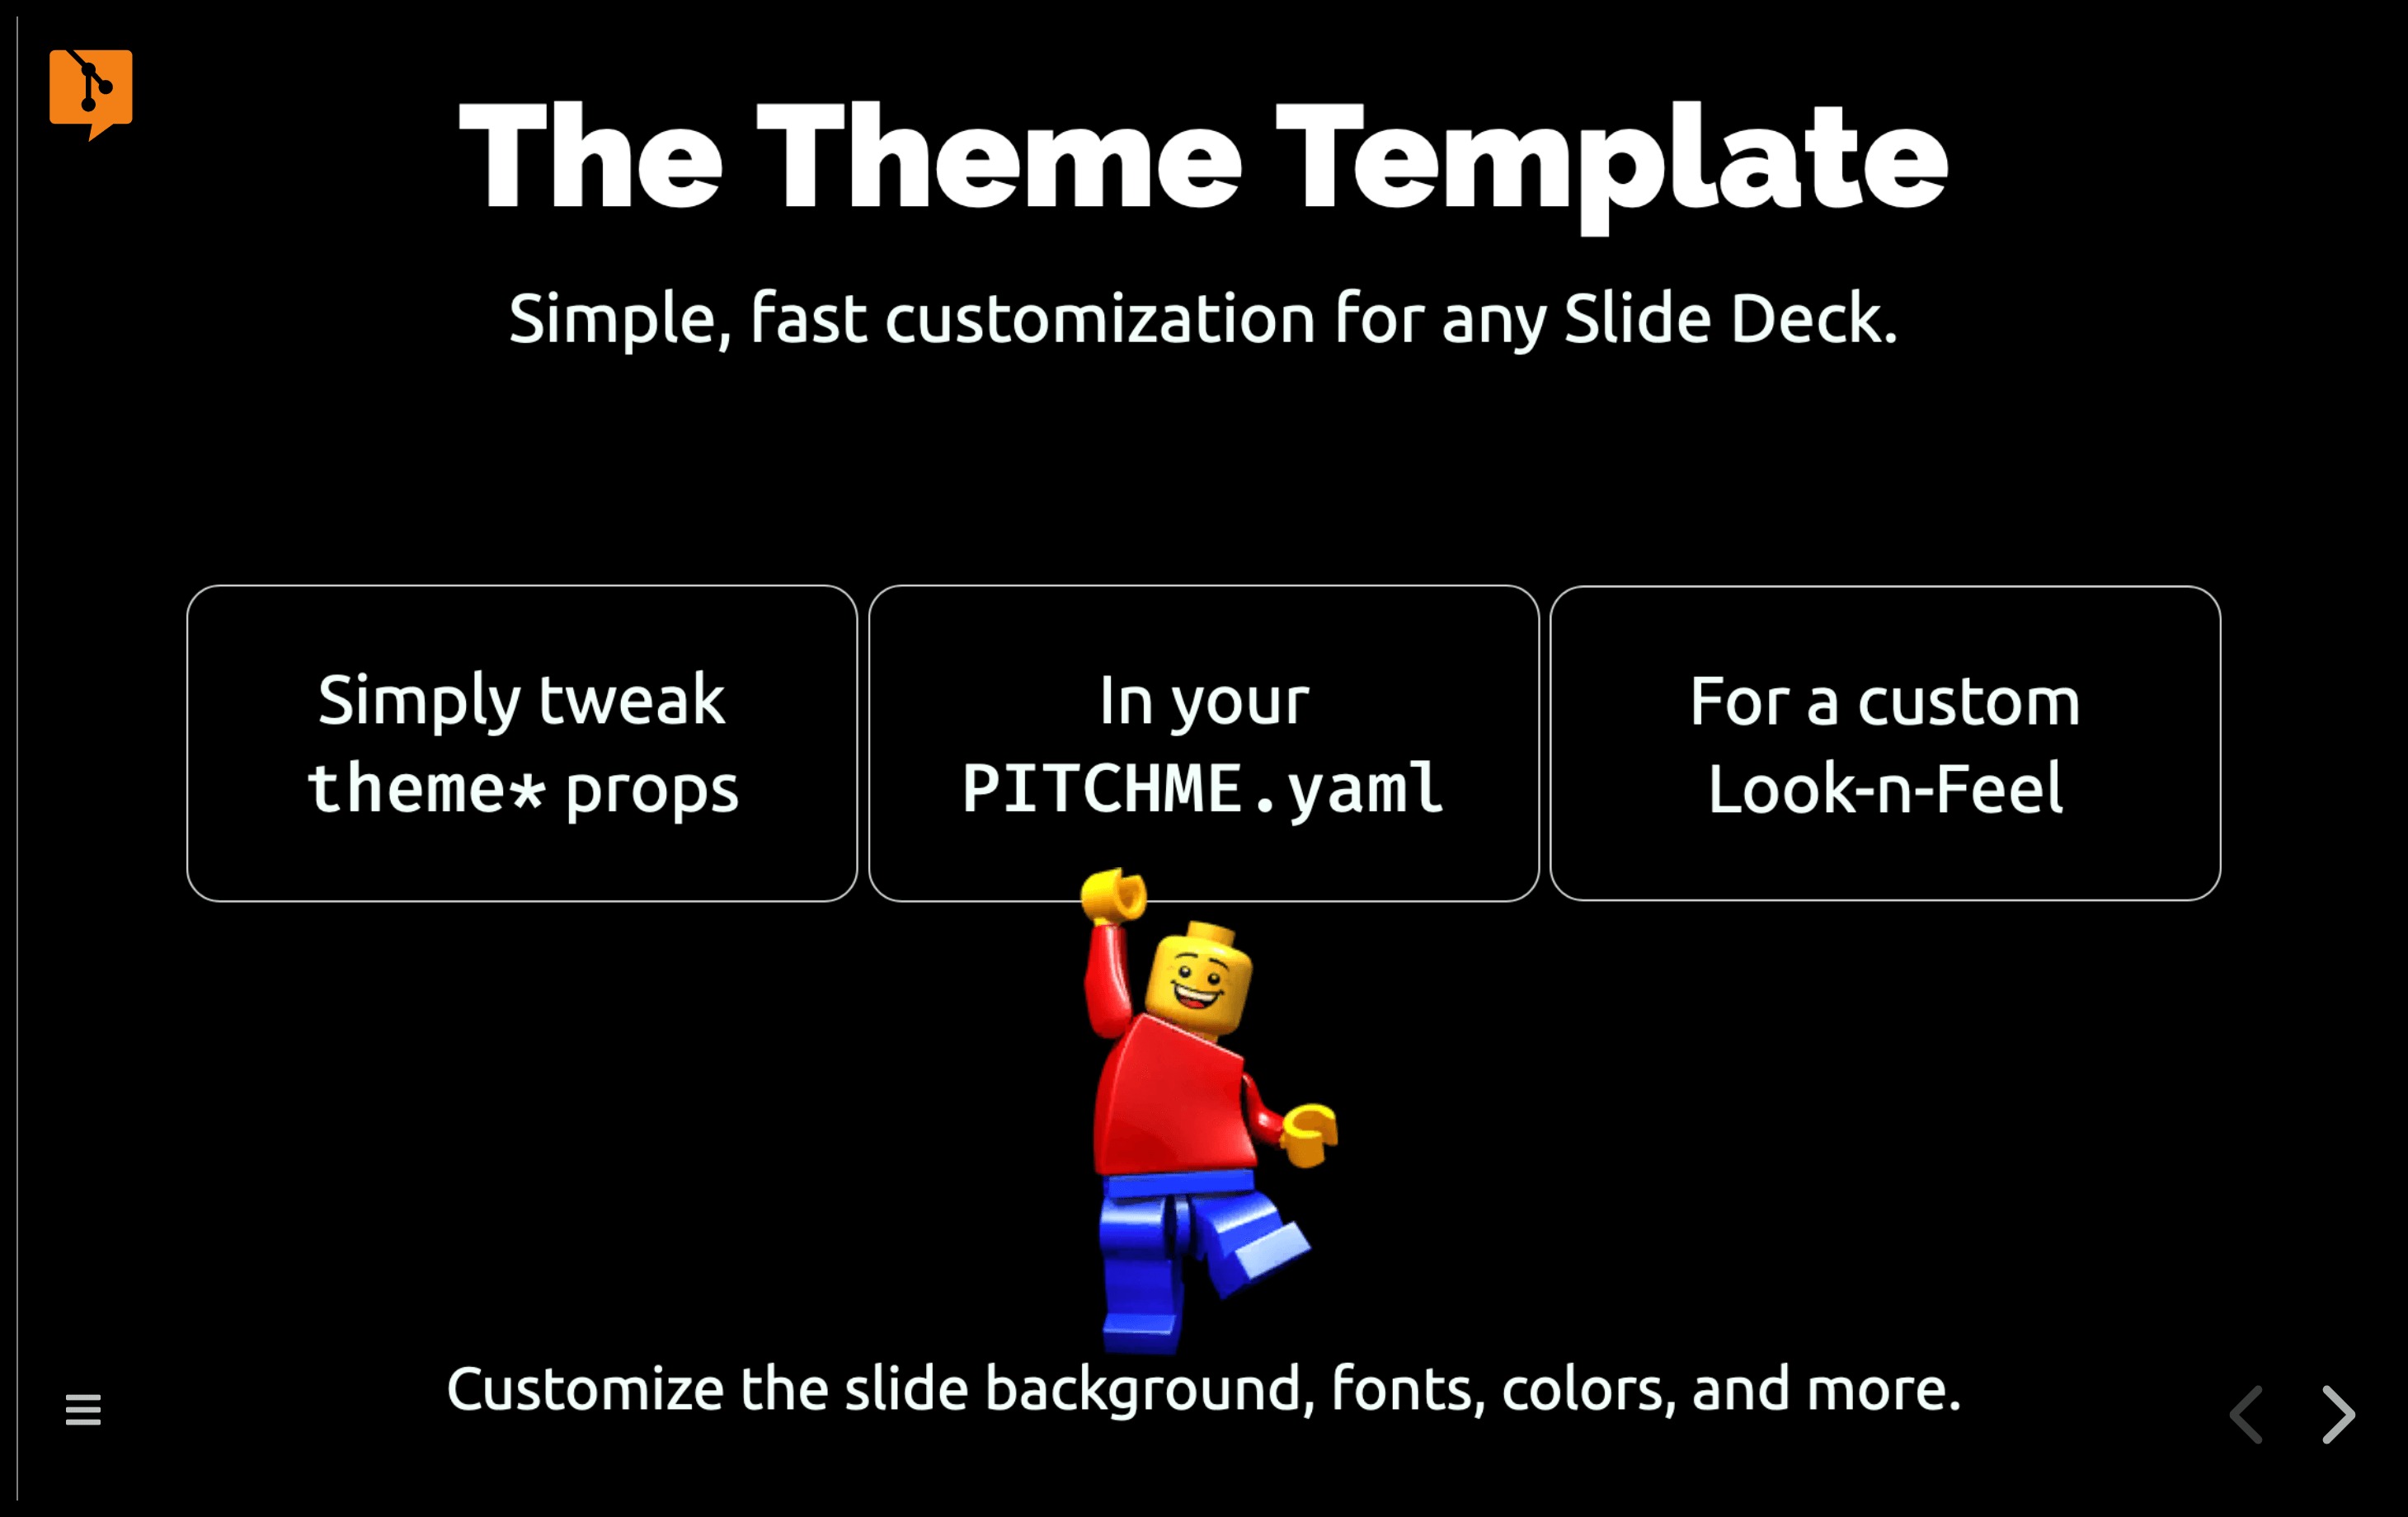 The Theme Template
Simple, fast customization for any Slide Deck.
Simply tweak
theme* props
In your
PITCHME.yaml
For a custom
Look-n-Feel
Customize the slide background, fonts, colors, and more.